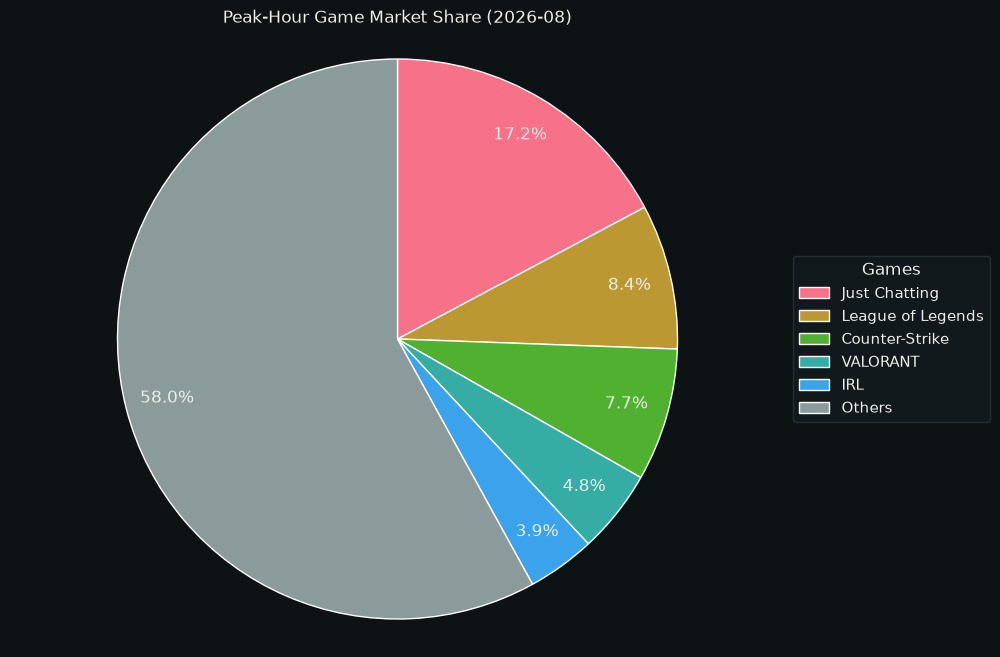 Peak-Hour Game Market Share (2026-08)
17.2%
8.4%
7.7%
4.8%
3.9%
58.0%
Games
Just Chatting
League of Legends
Counter-Strike
VALORANT
IRL
Others